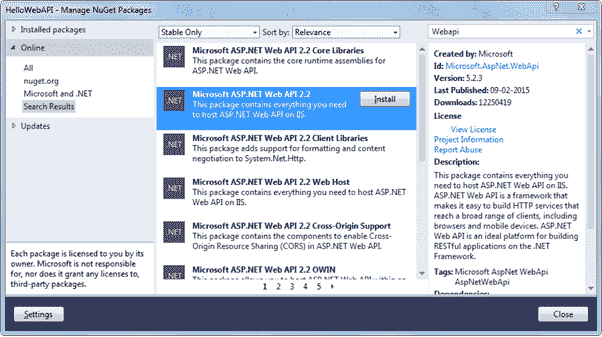 HelloWebAPI - Manage NuGet Packages
Installed packages
Online
All
nuget.org
Microsoft and .NET
Search Results
Updates
Each package is licensed to you by its
owner. Microsoft is not responsible
for, nor does it grant any licenses to,
third-party packages.
Stable Only
Sort by: Relevance
.NET
Microsoft ASP.NET Web API 2.2 Core Libraries
This package contains the core runtime assemblies for
ASP.NET Web API.
.NET
Microsoft ASP.NET Web API 2.2
This package contains everything you need
to host ASP.NET Web API on IIS.
Install
.NET
Microsoft ASP.NET Web API 2.2 Client Libraries
This package adds support for formatting and content
negotiation to System.Net.Http.
.NET
Microsoft ASP.NET Web API 2.2 Web Host
This package contains everything you need to host ASP.NET
Web API on IIS.
.NET
Microsoft ASP.NET Web API 2.2 Cross-Origin Support
This package contains the components to enable Cross-
Origin Resource Sharing (CORS) in ASP.NET Web API.
Microsoft ASP.NET Web API 2.2 OWIN
1 2 3 4 5
Webapi
Created by: Microsoft
Id: Microsoft.AspNet.WebApi
Version: 5.2.3
Last Published: 09-02-2015
Downloads: 12250419
License
View License
Project Information
Report Abuse
Description:
This package contains everything you
need to host ASP.NET Web API on IIS.
ASP.NET Web API is a framework that
makes it easy to build HTTP services that
reach a broad range of clients, including
browsers and mobile devices. ASP.NET
Web API is an ideal platform for building
RESTful applications on the .NET
Framework.
Tags: Microsoft AspNet WebApi
AspNetWebApi
Settings
Close